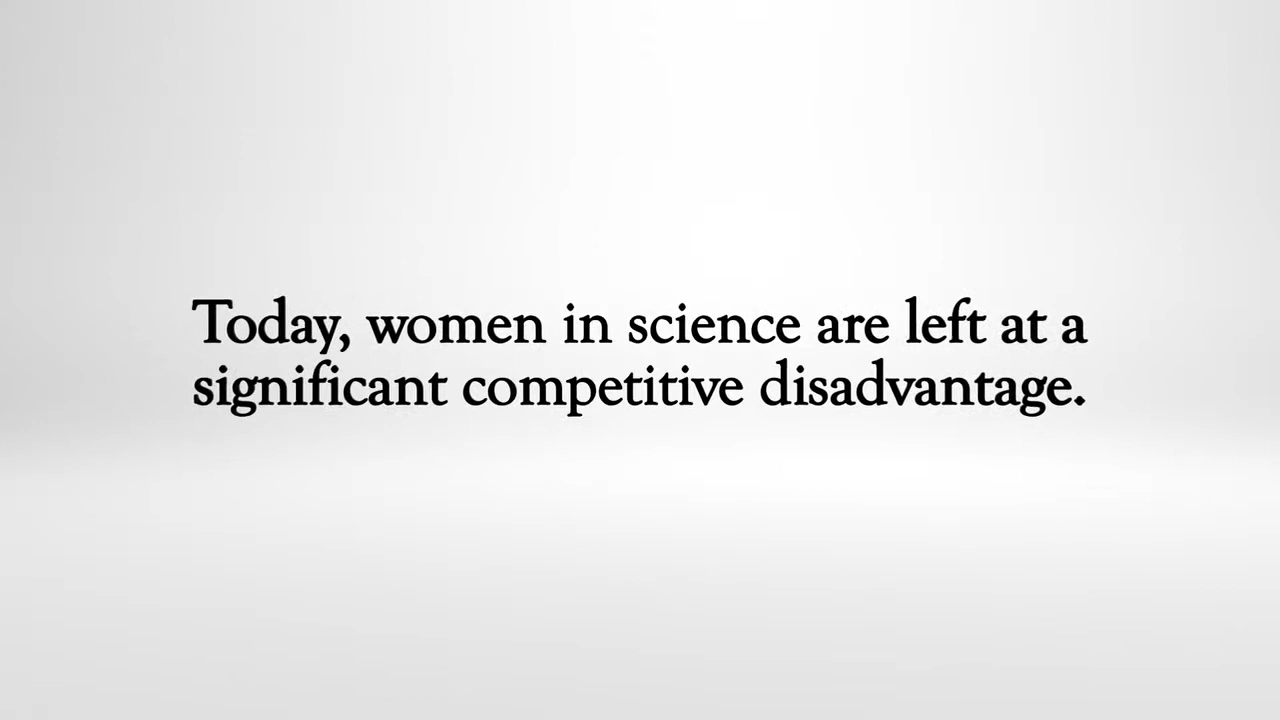 Today, women in science are left at a
significant competitive disadvantage.